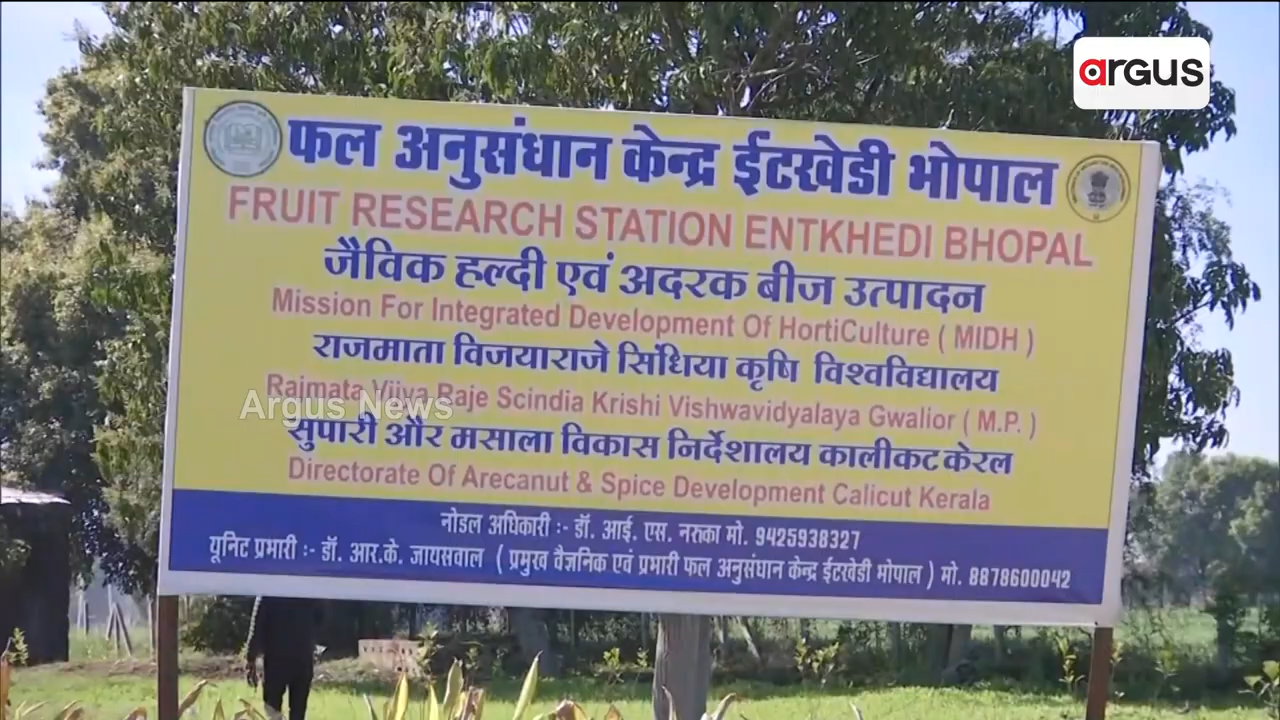 argus
फल अनुसंधान केन्द्र ईटखेडी भोपाल
FRUIT RESEARCH STATION ENTKHEDI BHOPAL
जैविक हल्दी एवं अदरक बीज उत्पादन
Mission For Integrated Development Of HortiCulture ( MIDH )
राजमाता विजयाराजे सिंधिया कृषि विश्वविद्यालय
Rajmata Vijya Raje Scindia Krishi Vishwavidyalaya Gwalior ( M.P. )
Argus News
सुपारी और मसाला विकास निर्देशालय कालीकट केरल
Directorate Of Arecanut & Spice Development Calicut Kerala
नोडल अधिकारी :- डॉ. आई. एस. नरुका मो. 9425938327
यूनिट प्रभारी :- डॉ. आर.के. जायसवाल ( प्रमुख वैज्ञनिक एवं प्रभारी फल अनुसंधान केन्द्र ईटखेडी भोपाल ) मो. 8878600042